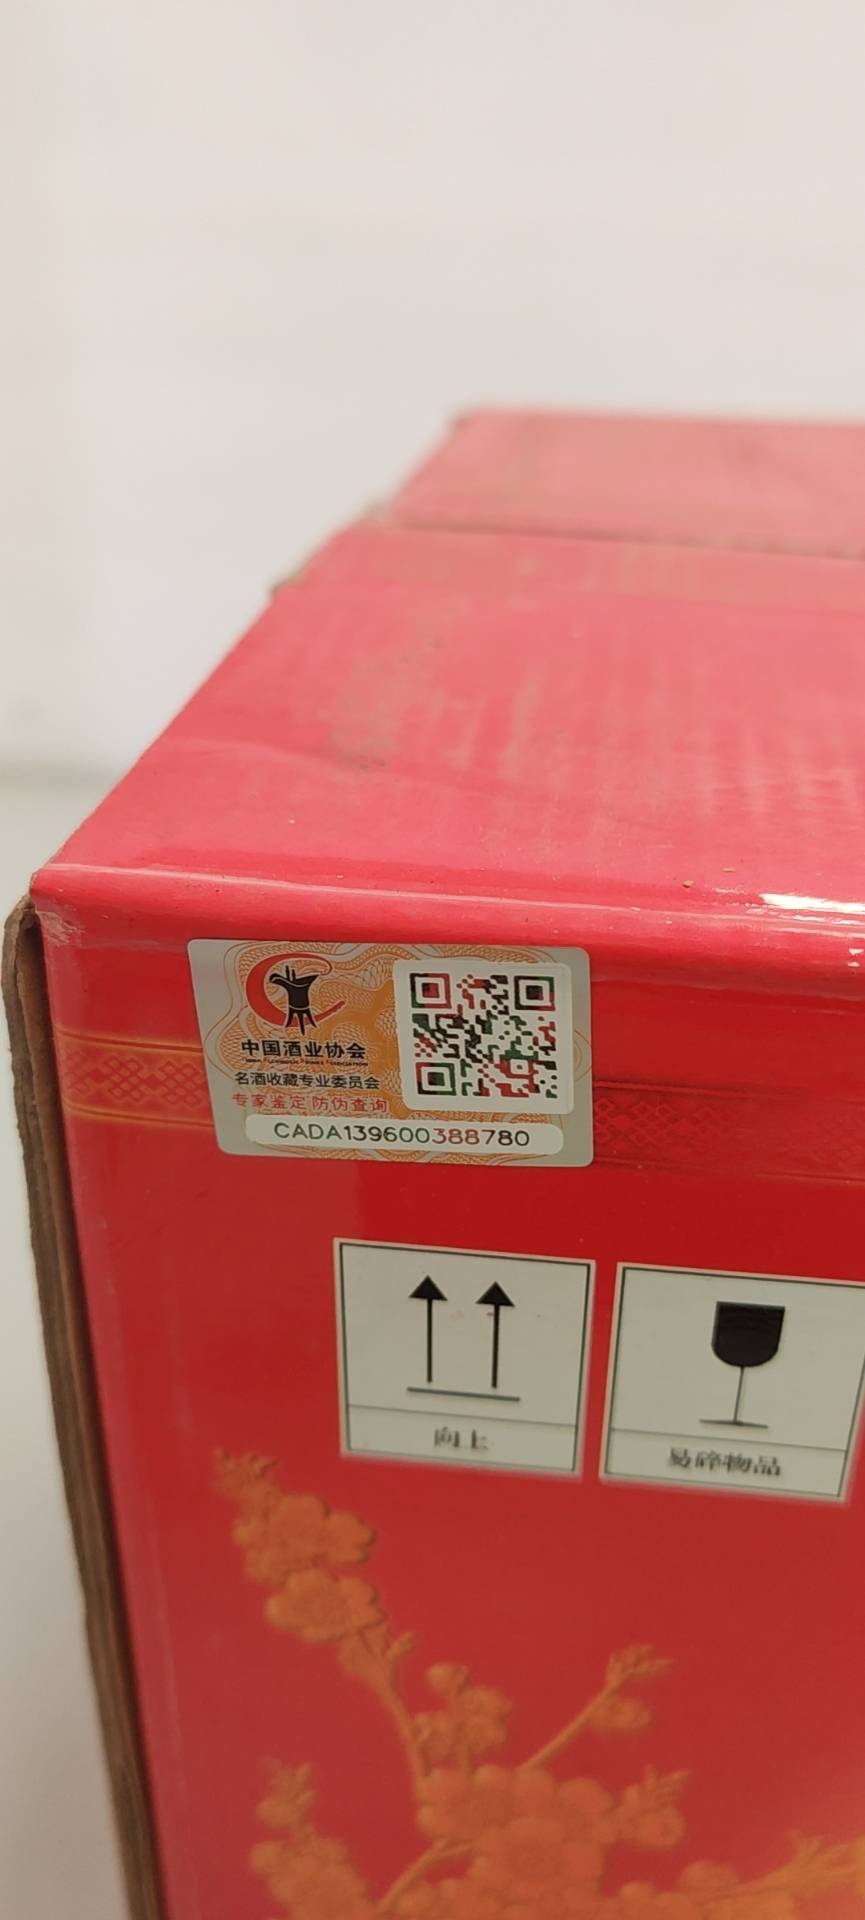 中国酒业协会
名酒收藏专业委员会
专家鉴定 防伪查询
CADA139600388780
向上
易碎物品